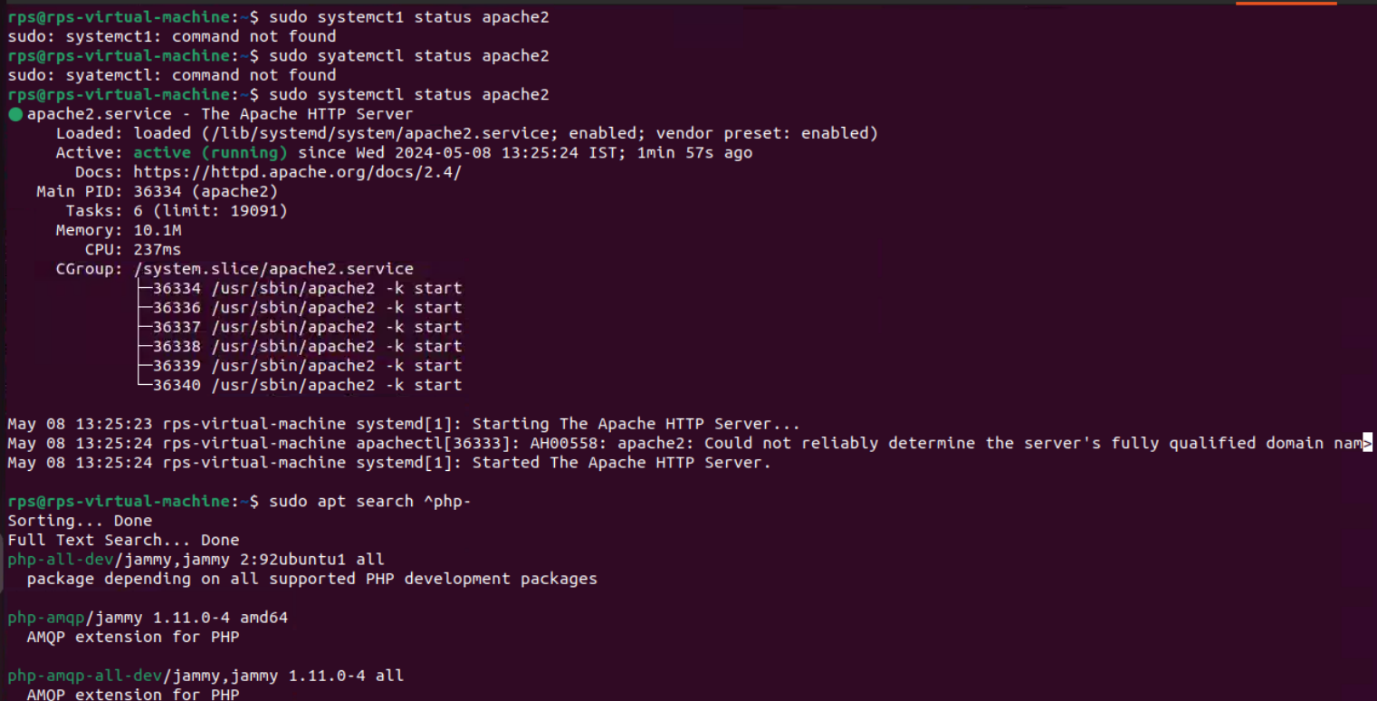 rps@rps-virtual-machine:~$ sudo systemct1 status apache2
sudo: systemct1: command not found
rps@rps-virtual-machine:~$ sudo syatemctl status apache2
sudo: syatemctl: command not found
rps@rps-virtual-machine:~$ sudo systemctl status apache2
● apache2.service - The Apache HTTP Server
     Loaded: loaded (/lib/systemd/system/apache2.service; enabled; vendor preset: enabled)
     Active: active (running) since Wed 2024-05-08 13:25:24 IST; 1min 57s ago
       Docs: https://httpd.apache.org/docs/2.4/
   Main PID: 36334 (apache2)
      Tasks: 6 (limit: 19091)
     Memory: 10.1M
        CPU: 237ms
     CGroup: /system.slice/apache2.service
             ├─36334 /usr/sbin/apache2 -k start
             ├─36336 /usr/sbin/apache2 -k start
             ├─36337 /usr/sbin/apache2 -k start
             ├─36338 /usr/sbin/apache2 -k start
             ├─36339 /usr/sbin/apache2 -k start
             └─36340 /usr/sbin/apache2 -k start
May 08 13:25:23 rps-virtual-machine systemd[1]: Starting The Apache HTTP Server...
May 08 13:25:24 rps-virtual-machine apachectl[36333]: AH00558: apache2: Could not reliably determine the server's fully qualified domain nam>
May 08 13:25:24 rps-virtual-machine systemd[1]: Started The Apache HTTP Server.
rps@rps-virtual-machine:~$ sudo apt search ^php-
Sorting... Done
Full Text Search... Done
php-all-dev/jammy,jammy 2:92ubuntu1 all
  package depending on all supported PHP development packages
php-amqp/jammy 1.11.0-4 amd64
  AMQP extension for PHP
php-amqp-all-dev/jammy,jammy 1.11.0-4 all
  AMQP extension for PHP